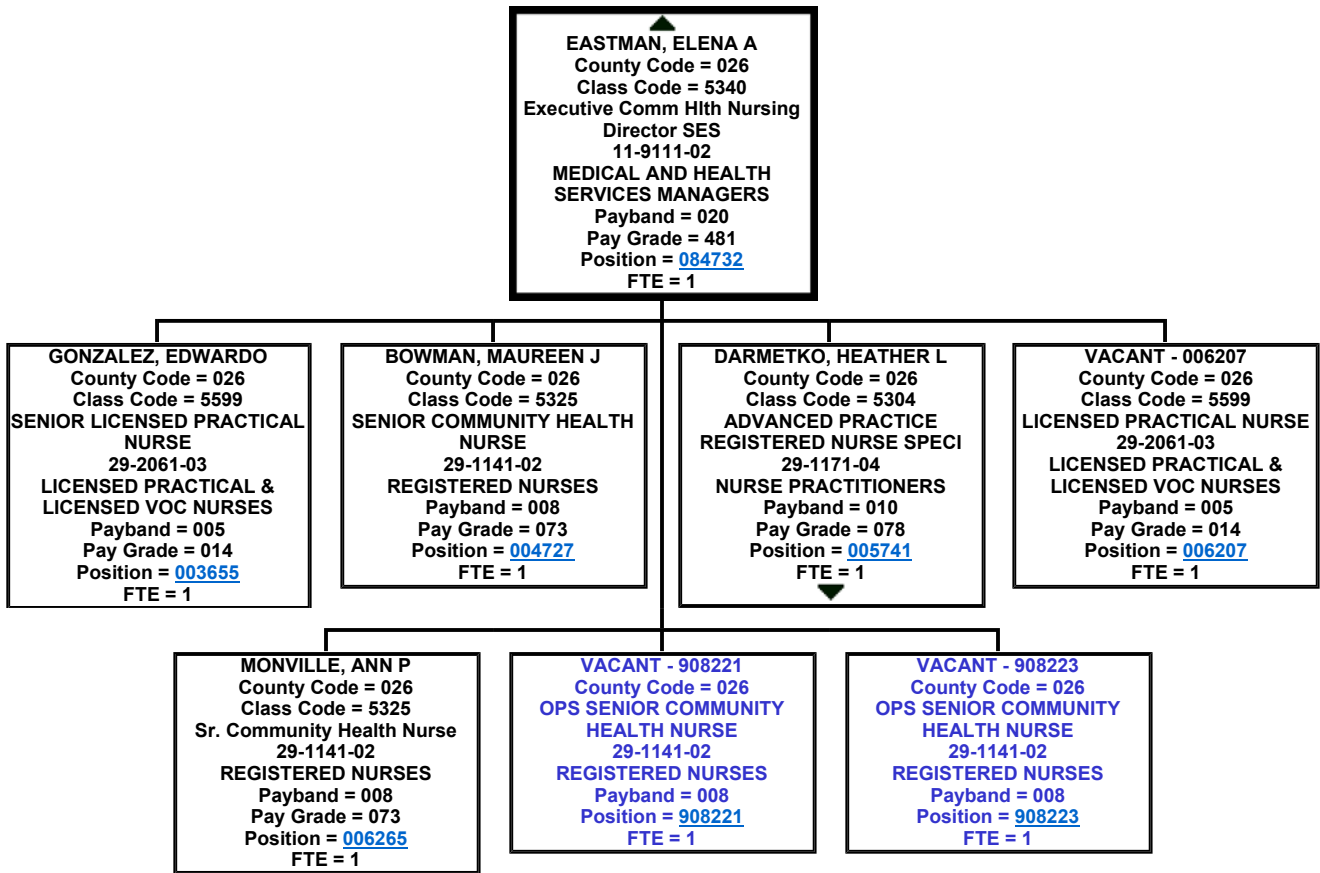 EASTMAN, ELENA A
County Code = 026
Class Code = 5340
Executive Comm Hlth Nursing
Director SES
11-9111-02
MEDICAL AND HEALTH
SERVICES MANAGERS
Payband = 020
Pay Grade = 481
Position = 084732
FTE = 1
GONZALEZ, EDWARDO
County Code = 026
Class Code = 5599
SENIOR LICENSED PRACTICAL
NURSE
29-2061-03
LICENSED PRACTICAL &
LICENSED VOC NURSES
Payband = 005
Pay Grade = 014
Position = 003655
FTE = 1
BOWMAN, MAUREEN J
County Code = 026
Class Code = 5325
SENIOR COMMUNITY HEALTH
NURSE
29-1141-02
REGISTERED NURSES
Payband = 008
Pay Grade = 073
Position = 004727
FTE = 1
DARMETKO, HEATHER L
County Code = 026
Class Code = 5304
ADVANCED PRACTICE
REGISTERED NURSE SPECI
29-1171-04
NURSE PRACTITIONERS
Payband = 010
Pay Grade = 078
Position = 005741
FTE = 1
VACANT - 006207
County Code = 026
Class Code = 5599
LICENSED PRACTICAL NURSE
29-2061-03
LICENSED PRACTICAL &
LICENSED VOC NURSES
Payband = 005
Pay Grade = 014
Position = 006207
FTE = 1
MONVILLE, ANN P
County Code = 026
Class Code = 5325
Sr. Community Health Nurse
29-1141-02
REGISTERED NURSES
Payband = 008
Pay Grade = 073
Position = 006265
FTE = 1
VACANT - 908221
County Code = 026
OPS SENIOR COMMUNITY
HEALTH NURSE
29-1141-02
REGISTERED NURSES
Payband = 008
Position = 908221
FTE = 1
VACANT - 908223
County Code = 026
OPS SENIOR COMMUNITY
HEALTH NURSE
29-1141-02
REGISTERED NURSES
Payband = 008
Position = 908223
FTE = 1